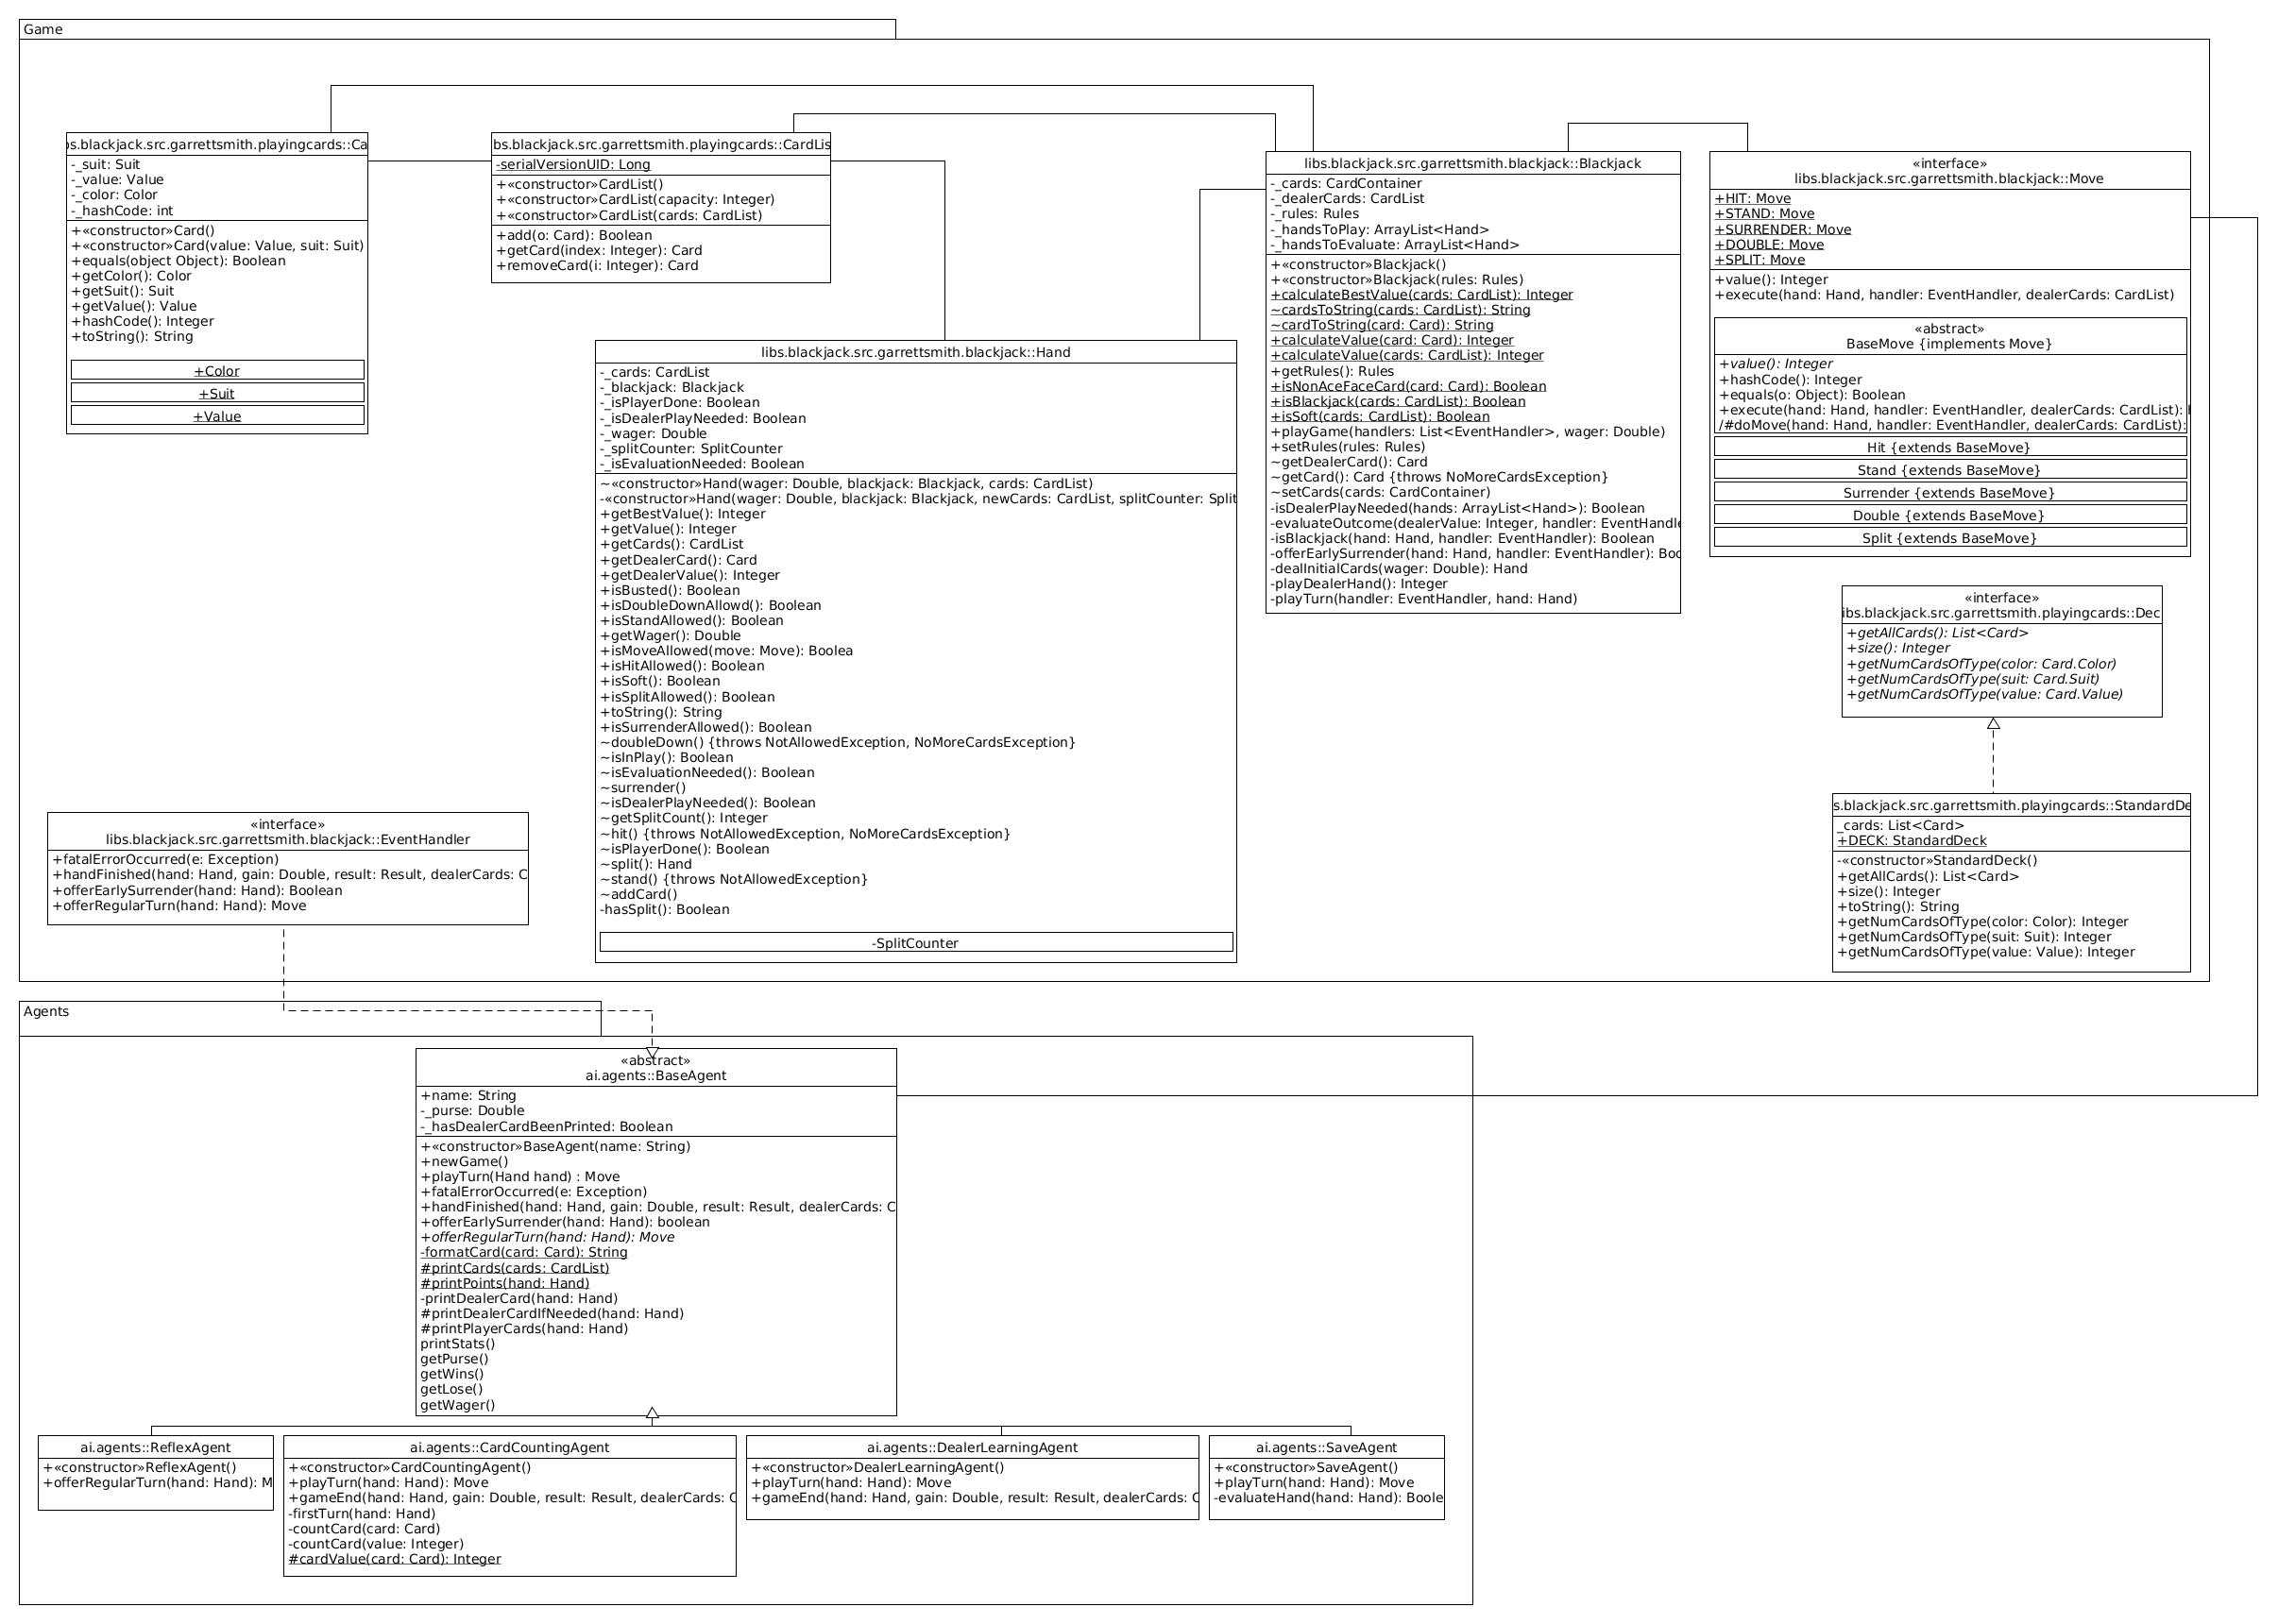 Game
bs.blackjack.src.garrettsmith.playingcards::Ca
-_suit: Suit
-_value: Value
-_color: Color
-_hashCode: int
+«constructor»Card()
+«constructor»Card(value: Value, suit: Suit)
+equals(object Object): Boolean
+getColor(): Color
+getSuit(): Suit
+getValue(): Value
+hashCode(): Integer
+toString(): String
+Color
+Suit
+Value
bs.blackjack.src.garrettsmith.playingcards::CardLis
-serialVersionUID: Long
+«constructor»CardList()
+«constructor»CardList(capacity: Integer)
+«constructor»CardList(cards: CardList)
+add(o: Card): Boolean
+getCard(index: Integer): Card
+removeCard(i: Integer): Card
libs.blackjack.src.garrettsmith.blackjack::Hand
-_cards: CardList
-_blackjack: Blackjack
-_isPlayerDone: Boolean
-_isDealerPlayNeeded: Boolean
-_wager: Double
-_splitCounter: SplitCounter
-_isEvaluationNeeded: Boolean
~«constructor»Hand(wager: Double, blackjack: Blackjack, cards: CardList)
-«constructor»Hand(wager: Double, blackjack: Blackjack, newCards: CardList, splitCounter: Split
+getBestValue(): Integer
+getValue(): Integer
+getCards(): CardList
+getDealerCard(): Card
+getDealerValue(): Integer
+isBusted(): Boolean
+isDoubleDownAllowd(): Boolean
+isStandAllowed(): Boolean
+getWager(): Double
+isMoveAllowed(move: Move): Boolea
+isHitAllowed(): Boolean
+isSoft(): Boolean
+isSplitAllowed(): Boolean
+toString(): String
+isSurrenderAllowed(): Boolean
~doubleDown() {throws NotAllowedException, NoMoreCardsException}
~isInPlay(): Boolean
~isEvaluationNeeded(): Boolean
~surrender()
~isDealerPlayNeeded(): Boolean
~getSplitCount(): Integer
~hit() {throws NotAllowedException, NoMoreCardsException}
~isPlayerDone(): Boolean
~split(): Hand
~stand() {throws NotAllowedException}
~addCard()
-hasSplit(): Boolean
-SplitCounter
libs.blackjack.src.garrettsmith.blackjack::Blackjack
-_cards: CardContainer
-_dealerCards: CardList
-_rules: Rules
-_handsToPlay: ArrayList<Hand>
-_handsToEvaluate: ArrayList<Hand>
+«constructor»Blackjack()
+«constructor»Blackjack(rules: Rules)
+calculateBestValue(cards: CardList): Integer
~cardsToString(cards: CardList): String
~cardToString(card: Card): String
+calculateValue(card: Card): Integer
+calculateValue(cards: CardList): Integer
+getRules(): Rules
+isNonAceFaceCard(card: Card): Boolean
+isBlackjack(cards: CardList): Boolean
+isSoft(cards: CardList): Boolean
+playGame(handlers: List<EventHandler>, wager: Double)
+setRules(rules: Rules)
~getDealerCard(): Card
~getCard(): Card {throws NoMoreCardsException}
~setCards(cards: CardContainer)
-isDealerPlayNeeded(hands: ArrayList<Hand>): Boolean
-evaluateOutcome(dealerValue: Integer, handler: EventHandle
-isBlackjack(hand: Hand, handler: EventHandler): Boolean
-offerEarlySurrender(hand: Hand, handler: EventHandler): Boo
-dealInitialCards(wager: Double): Hand
-playDealerHand(): Integer
-playTurn(handler: EventHandler, hand: Hand)
«interface»
libs.blackjack.src.garrettsmith.blackjack::Move
+HIT: Move
+STAND: Move
+SURRENDER: Move
+DOUBLE: Move
+SPLIT: Move
+value(): Integer
+execute(hand: Hand, handler: EventHandler, dealerCards: CardList)
«abstract»
BaseMove {implements Move}
+value(): Integer
+hashCode(): Integer
+equals(o: Object): Boolean
+execute(hand: Hand, handler: EventHandler, dealerCards: CardList):
/#doMove(hand: Hand, handler: EventHandler, dealerCards: CardList):
Hit {extends BaseMove}
Stand {extends BaseMove}
Surrender {extends BaseMove}
Double {extends BaseMove}
Split {extends BaseMove}
«interface»
ibs.blackjack.src.garrettsmith.playingcards::Dec
+getAllCards(): List<Card>
+size(): Integer
+getNumCardsOfType(color: Card.Color)
+getNumCardsOfType(suit: Card.Suit)
+getNumCardsOfType(value: Card.Value)
s.blackjack.src.garrettsmith.playingcards::StandardDe
_cards: List<Card>
+DECK: StandardDeck
-«constructor»StandardDeck()
+getAllCards(): List<Card>
+size(): Integer
+toString(): String
+getNumCardsOfType(color: Color): Integer
+getNumCardsOfType(suit: Suit): Integer
+getNumCardsOfType(value: Value): Integer
«interface»
libs.blackjack.src.garrettsmith.blackjack::EventHandler
+fatalErrorOccurred(e: Exception)
+handFinished(hand: Hand, gain: Double, result: Result, dealerCards: C
+offerEarlySurrender(hand: Hand): Boolean
+offerRegularTurn(hand: Hand): Move
Agents
«abstract»
ai.agents::BaseAgent
+name: String
-_purse: Double
-_hasDealerCardBeenPrinted: Boolean
+«constructor»BaseAgent(name: String)
+newGame()
+playTurn(Hand hand) : Move
+fatalErrorOccurred(e: Exception)
+handFinished(hand: Hand, gain: Double, result: Result, dealerCards: C
+offerEarlySurrender(hand: Hand): boolean
+offerRegularTurn(hand: Hand): Move
-formatCard(card: Card): String
#printCards(cards: CardList)
#printPoints(hand: Hand)
-printDealerCard(hand: Hand)
#printDealerCardIfNeeded(hand: Hand)
#printPlayerCards(hand: Hand)
printStats()
getPurse()
getWins()
getLose()
getWager()
ai.agents::ReflexAgent
+«constructor»ReflexAgent()
+offerRegularTurn(hand: Hand): M
ai.agents::CardCountingAgent
+«constructor»CardCountingAgent()
+playTurn(hand: Hand): Move
+gameEnd(hand: Hand, gain: Double, result: Result, dealerCards: C
-firstTurn(hand: Hand)
-countCard(card: Card)
-countCard(value: Integer)
#cardValue(card: Card): Integer
ai.agents::DealerLearningAgent
+«constructor»DealerLearningAgent()
+playTurn(hand: Hand): Move
+gameEnd(hand: Hand, gain: Double, result: Result, dealerCards: C
ai.agents::SaveAgent
+«constructor»SaveAgent()
+playTurn(hand: Hand): Move
-evaluateHand(hand: Hand): Boole